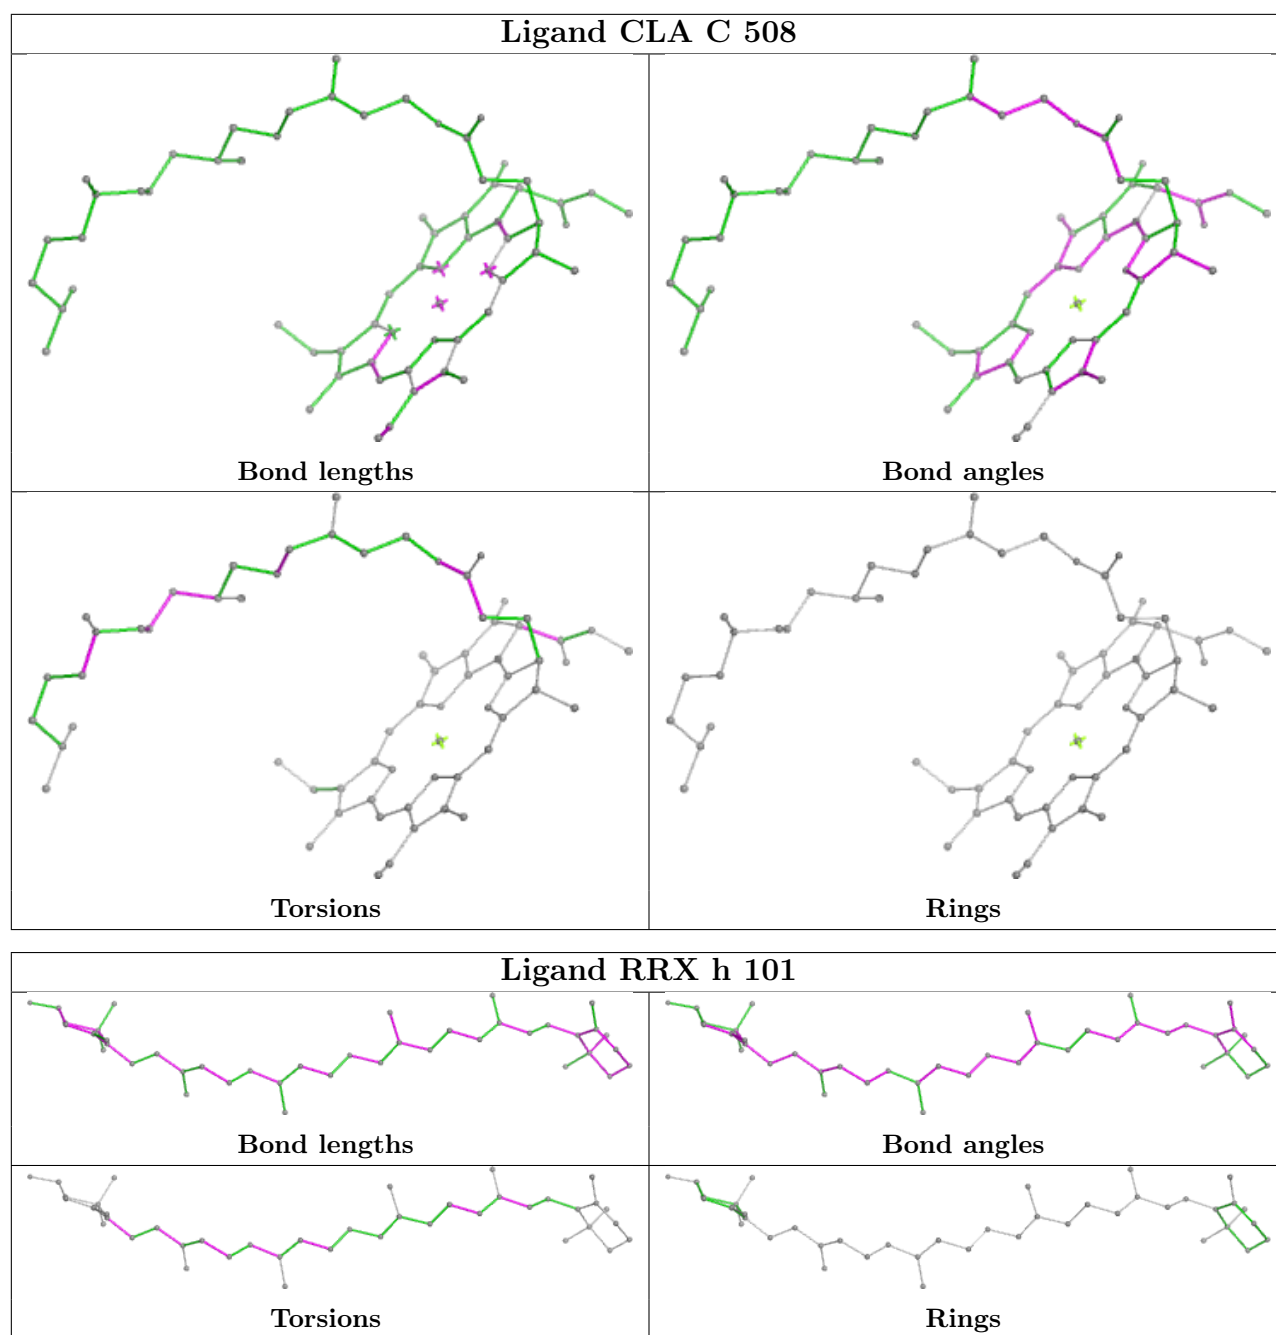 Ligand CLA C 508
Bond lengths
Bond angles
Torsions
Rings
Ligand RRX h 101
Bond lengths
Bond angles
Torsions
Rings